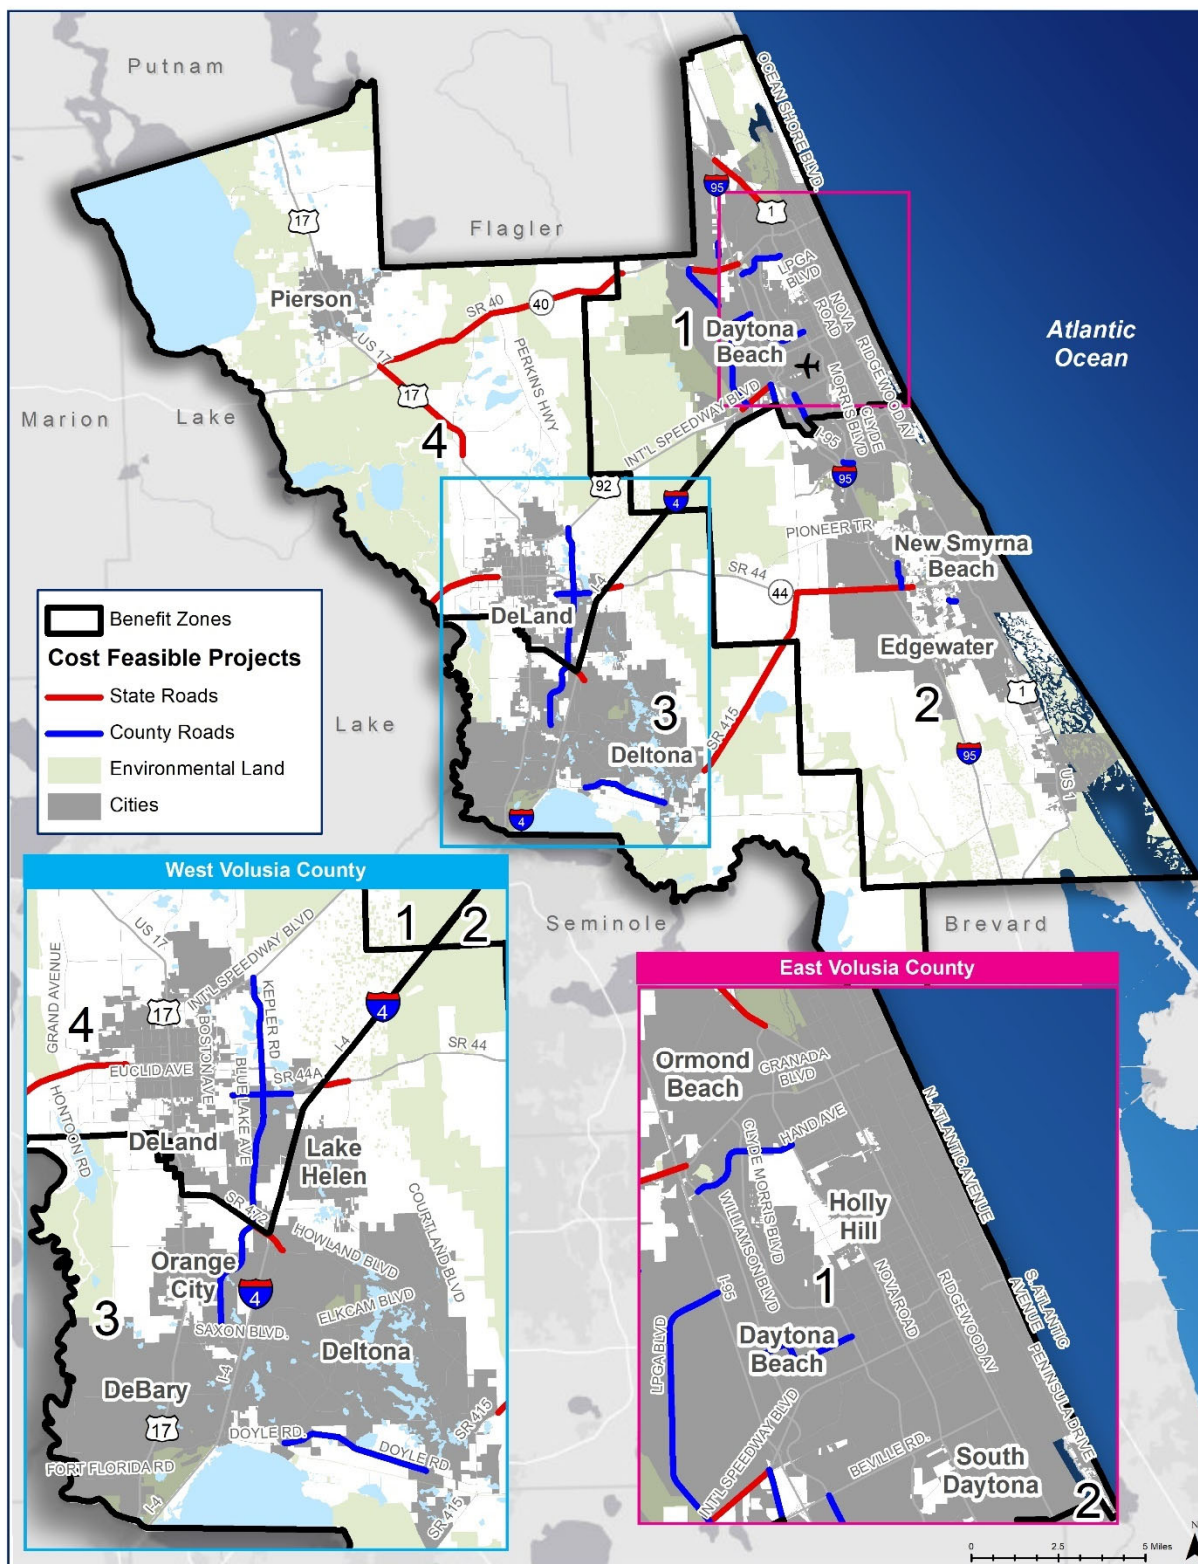 Putnam
Flagler
Marion
Lake
Lake
Seminole
Brevard
Atlantic
Ocean
OCEAN SHORE BLVD.
95
1
17
Pierson
SR 40
40
US 17
17
PERKINS HWY
4
1
Daytona
Beach
LPGA
BLVD
NOVA
ROAD
RIDGEWOOD AV
MORRIS BLVD
CLYDE
I-95
INT'L SPEEDWAY BLVD
92
4
95
PIONEER TR
New Smyrna
Beach
SR 44
44
I-4
DeLand
Edgewater
3
Deltona
SR 415
2
1
95
US 1
4
Benefit Zones
Cost Feasible Projects
State Roads
County Roads
Environmental Land
Cities
West Volusia County
US 17
INT'L SPEEDWAY BLVD
1
2
GRAND AVENUE
4
17
BOSTON AVE
KEPLER RD
4
I-4
SR 44
EUCLID AVE
BLUE LAKE AVE
SR 44A
HONTOON RD
DeLand
Lake
Helen
SR 472
COURTLAND BLVD
HOWLAND BLVD
Orange
City
4
ELKCAM BLVD
3
SAXON BLVD.
Deltona
I-4
DeBary
17
DOYLE RD.
DOYLE RD
SR 415
FORT FLORIDA RD
I-4
SR 415
East Volusia County
Ormond
Beach
GRANADA
BLVD
HAND AVE
CLYDE MORRIS BLVD
N. ATLANTIC AVENUE
WILLIAMSON BLVD
Holly
Hill
1
I-95
NOVA ROAD
RIDGEWOOD AV
S. ATLANTIC
AVENUE
LPGA BLVD
Daytona
Beach
PENINSULA DRIVE
INT'L SPEEDWAY BLVD
BEVILLE RD.
South
Daytona
2
N
0 2.5 5 Miles